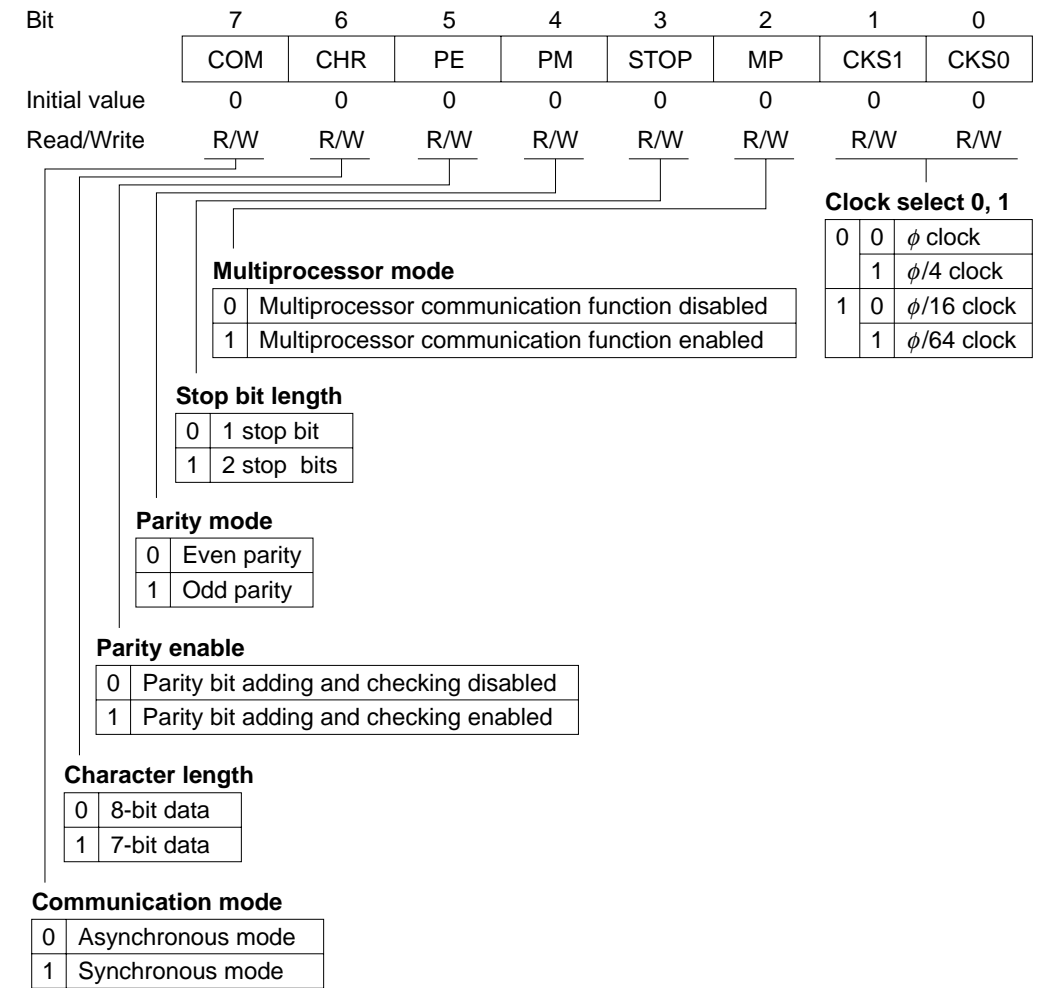 Bit 7 6 5 4 3 2 1 0
COM CHR PE PM STOP MP CKS1 CKS0
Initial value 0 0 0 0 0 0 0 0
Read/Write R/W R/W R/W R/W R/W R/W R/W R/W
Clock select 0, 1
0 0 ϕ clock
1 ϕ/4 clock
1 0 ϕ/16 clock
1 ϕ/64 clock
Multiprocessor mode
0 Multiprocessor communication function disabled
1 Multiprocessor communication function enabled
Stop bit length
0 1 stop bit
1 2 stop bits
Parity mode
0 Even parity
1 Odd parity
Parity enable
0 Parity bit adding and checking disabled
1 Parity bit adding and checking enabled
Character length
0 8-bit data
1 7-bit data
Communication mode
0 Asynchronous mode
1 Synchronous mode